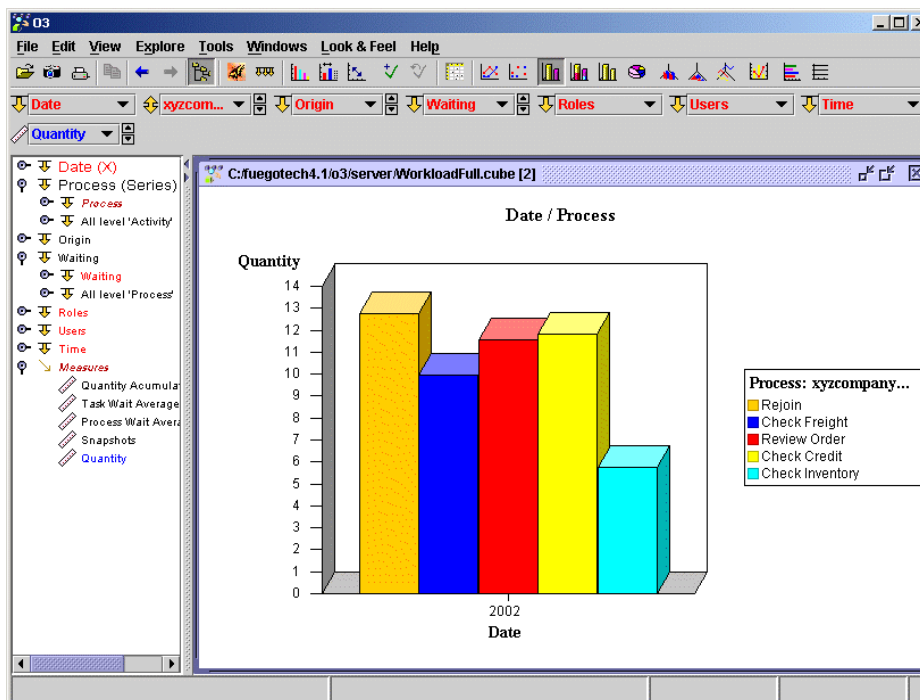 O3
File Edit View Explore Tools Windows Look & Feel Help
Date xyzcom... Origin Waiting Roles Users Time
Quantity
Date (X)
Process (Series)
Process
All level 'Activity'
Origin
Waiting
Waiting
All level 'Process'
Roles
Users
Time
Measures
Quantity Acumula
Task Wait Average
Process Wait Avera
Snapshots
Quantity
C:/fuegotech4.1/o3/server/WorkloadFull.cube [2]
Date / Process
Quantity
14
13
12
11
10
9
8
7
6
5
4
3
2
1
0
2002
Date
Process: xyzcompany...
Rejoin
Check Freight
Review Order
Check Credit
Check Inventory